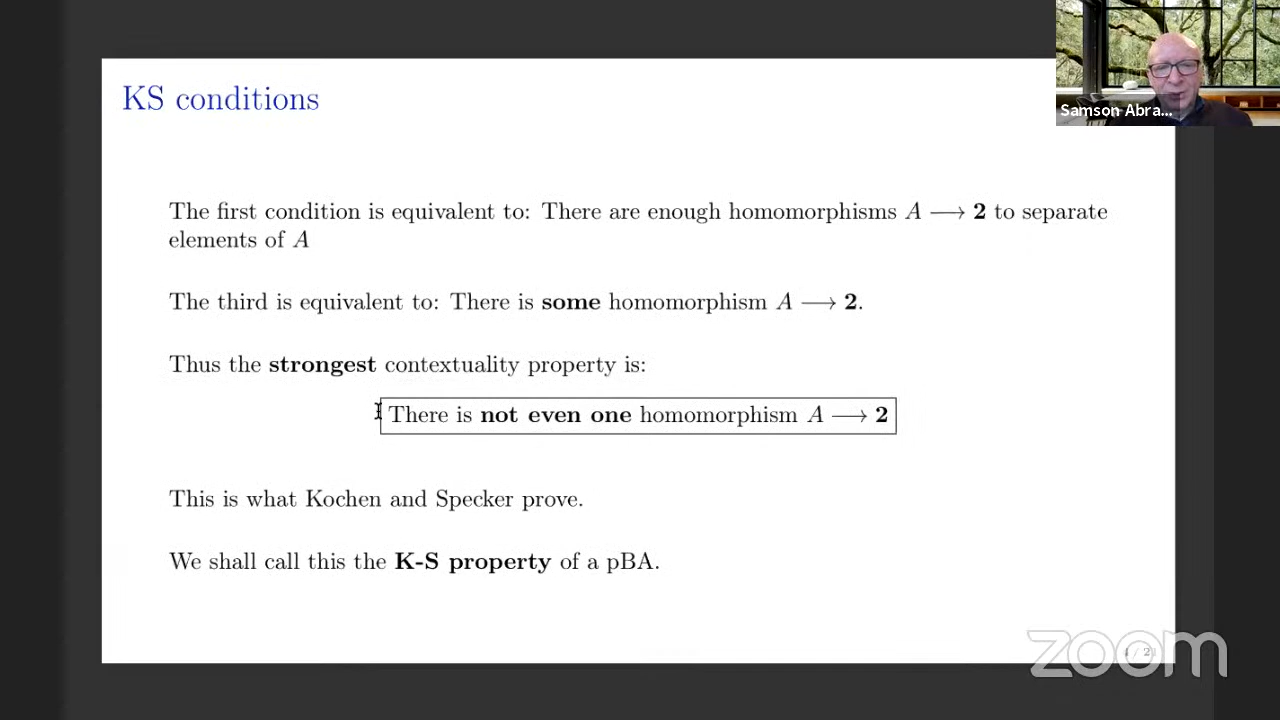 KS conditions
Samson Abra...
The first condition is equivalent to: There are enough homomorphisms A ⟶ 2 to separate
elements of A
The third is equivalent to: There is some homomorphism A ⟶ 2.
Thus the strongest contextuality property is:
There is not even one homomorphism A ⟶ 2
This is what Kochen and Specker prove.
We shall call this the K-S property of a pBA.
zoom